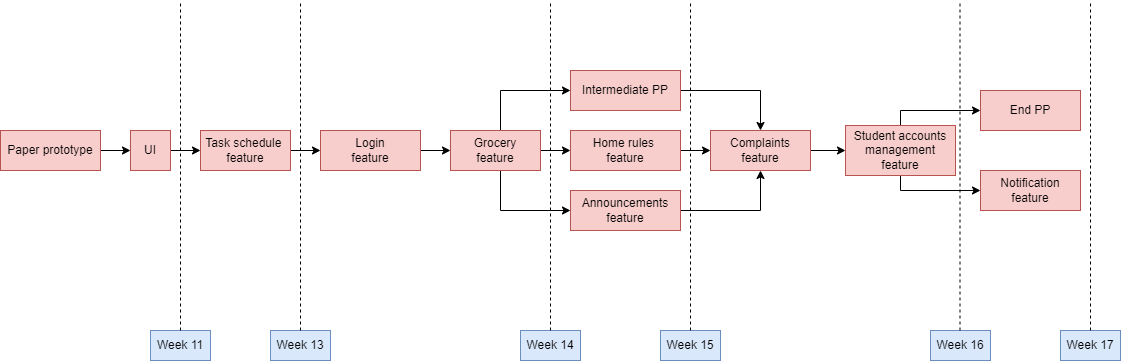 Paper prototype
UI
Task schedule
feature
Login
feature
Grocery
feature
Intermediate PP
Home rules
feature
Announcements
feature
Complaints
feature
Student accounts
management
feature
End PP
Notification
feature
Week 11
Week 13
Week 14
Week 15
Week 16
Week 17